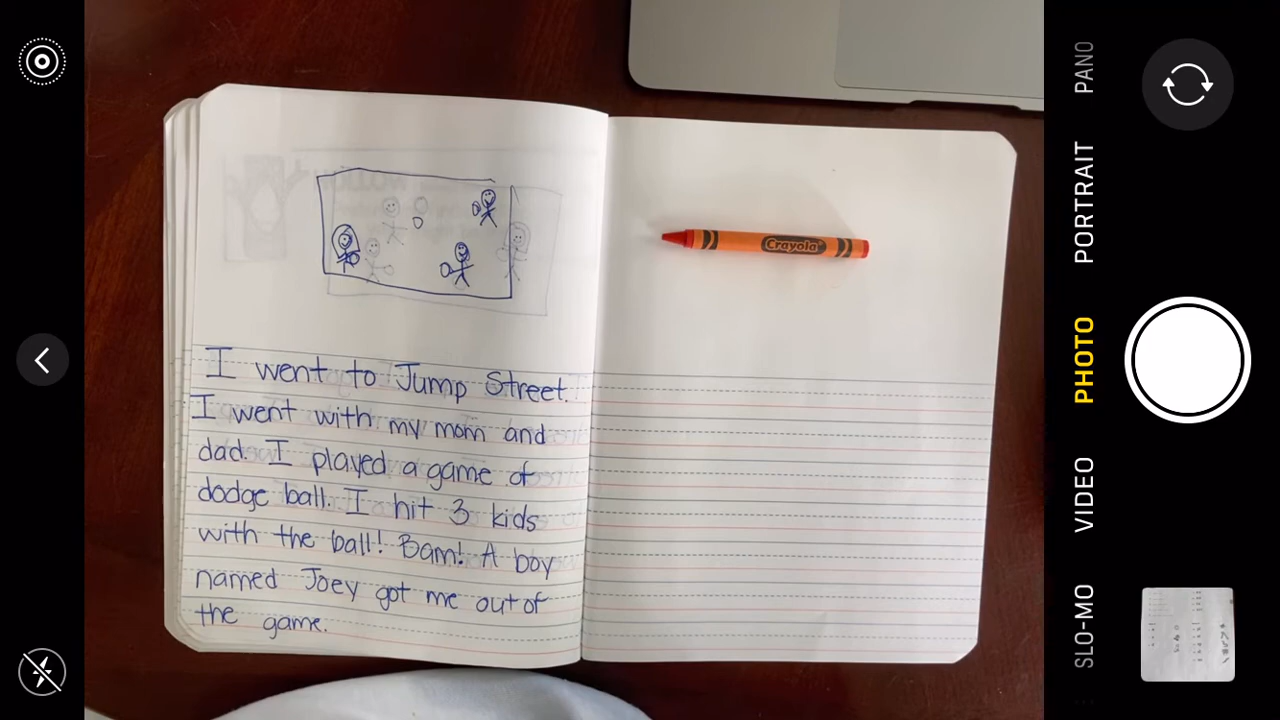 I went to Jump Street.
I went with my mom and
dad. I played a game of
dodge ball. I hit 3 kids
with the ball! Bam! A boy
named Joey got me out of
the game.
Crayola
PANO
PORTRAIT
PHOTO
VIDEO
SLO-MO